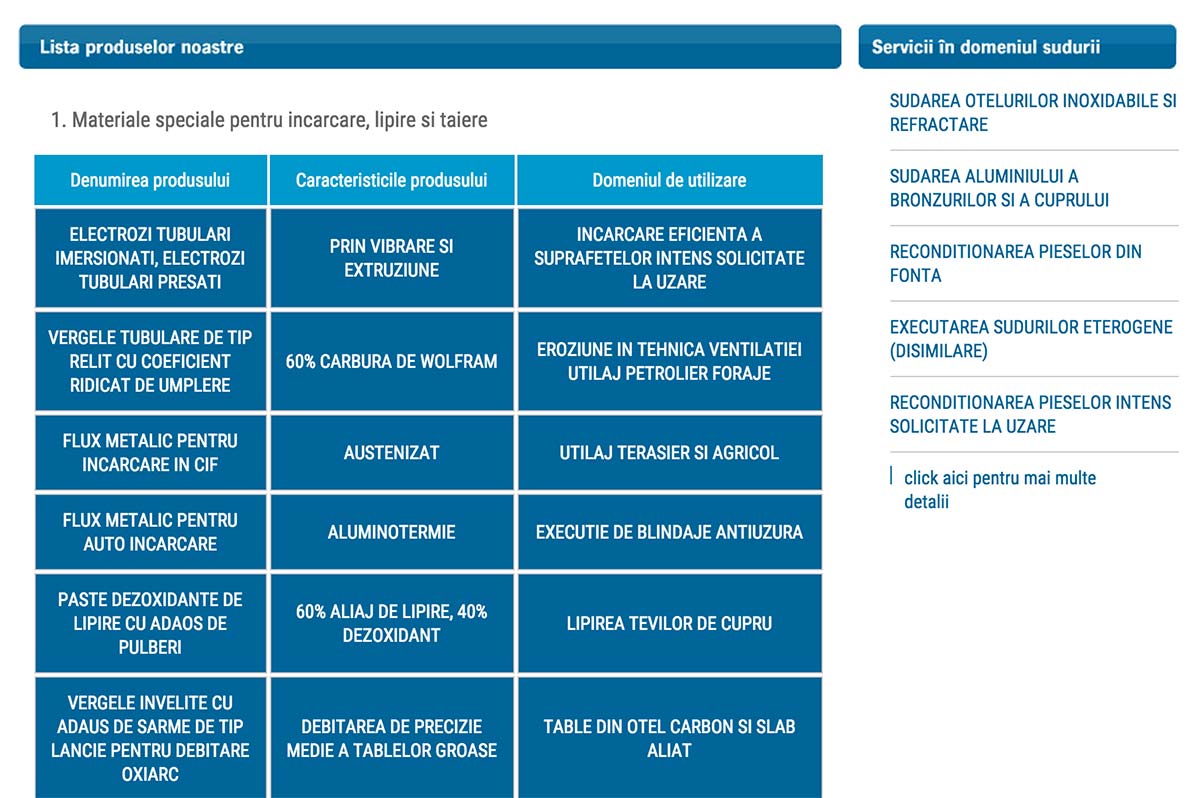 Lista produselor noastre
1. Materiale speciale pentru incarcare, lipire si taiere
Denumirea produsului
Caracteristicile produsului
Domeniul de utilizare
ELECTROZI TUBULARI
IMERSIONATI, ELECTROZI
TUBULARI PRESATI
PRIN VIBRARE SI
EXTRUZIUNE
INCARCARE EFICIENTA A
SUPRAFETELOR INTENS SOLICITATE
LA UZARE
VERGELE TUBULARE DE TIP
RELIT CU COEFICIENT
RIDICAT DE UMPLERE
60% CARBURA DE WOLFRAM
EROZIUNE IN TEHNICA VENTILATIEI
UTILAJ PETROLIER FORAJE
FLUX METALIC PENTRU
INCARCARE IN CIF
AUSTENIZAT
UTILAJ TERASIER SI AGRICOL
FLUX METALIC PENTRU
AUTO INCARCARE
ALUMINOTERMIE
EXECUTIE DE BLINDAJE ANTIUZURA
PASTE DEZOXIDANTE DE
LIPIRE CU ADAOS DE
PULBERI
60% ALIAJ DE LIPIRE, 40%
DEZOXIDANT
LIPIREA TEVILOR DE CUPRU
VERGELE INVELITE CU
ADAUS DE SARME DE TIP
LANCIE PENTRU DEBITARE
OXIARC
DEBITAREA DE PRECIZIE
MEDIE A TABLELOR GROASE
TABLE DIN OTEL CARBON SI SLAB
ALIAT
Servicii în domeniul sudurii
SUDAREA OTELURILOR INOXIDABILE SI
REFRACTARE
SUDAREA ALUMINIULUI A
BRONZURILOR SI A CUPRULUI
RECONDITIONAREA PIESELOR DIN
FONTA
EXECUTAREA SUDURILOR ETEROGENE
(DISIMILARE)
RECONDITIONAREA PIESELOR INTENS
SOLICITATE LA UZARE
click aici pentru mai multe
detalii